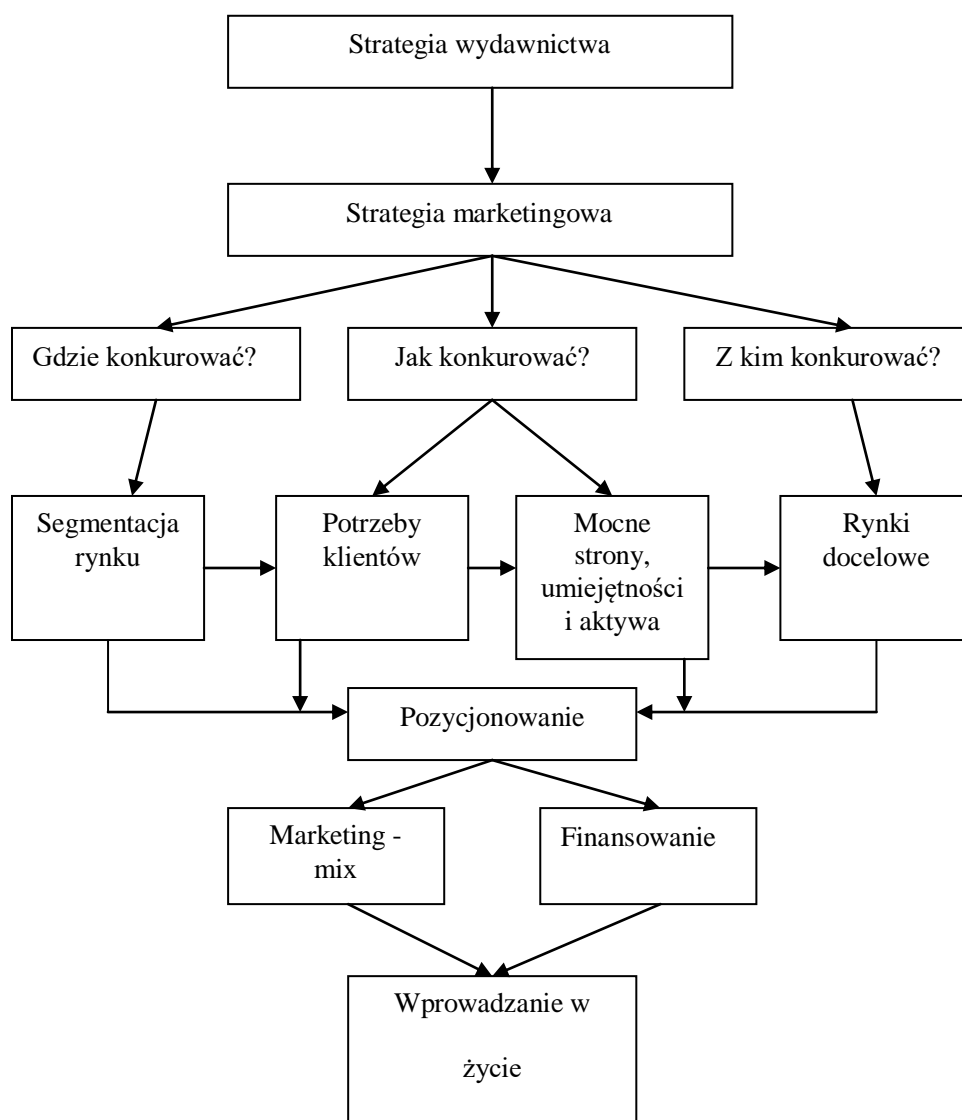 Strategia wydawnictwa
Strategia marketingowa
Gdzie konkurować?
Jak konkurować?
Z kim konkurować?
Segmentacja
rynku
Potrzeby
klientów
Mocne
strony,
umiejętności
i aktywa
Rynki
docelowe
Pozycjonowanie
Marketing -
mix
Finansowanie
Wprowadzanie w
życie